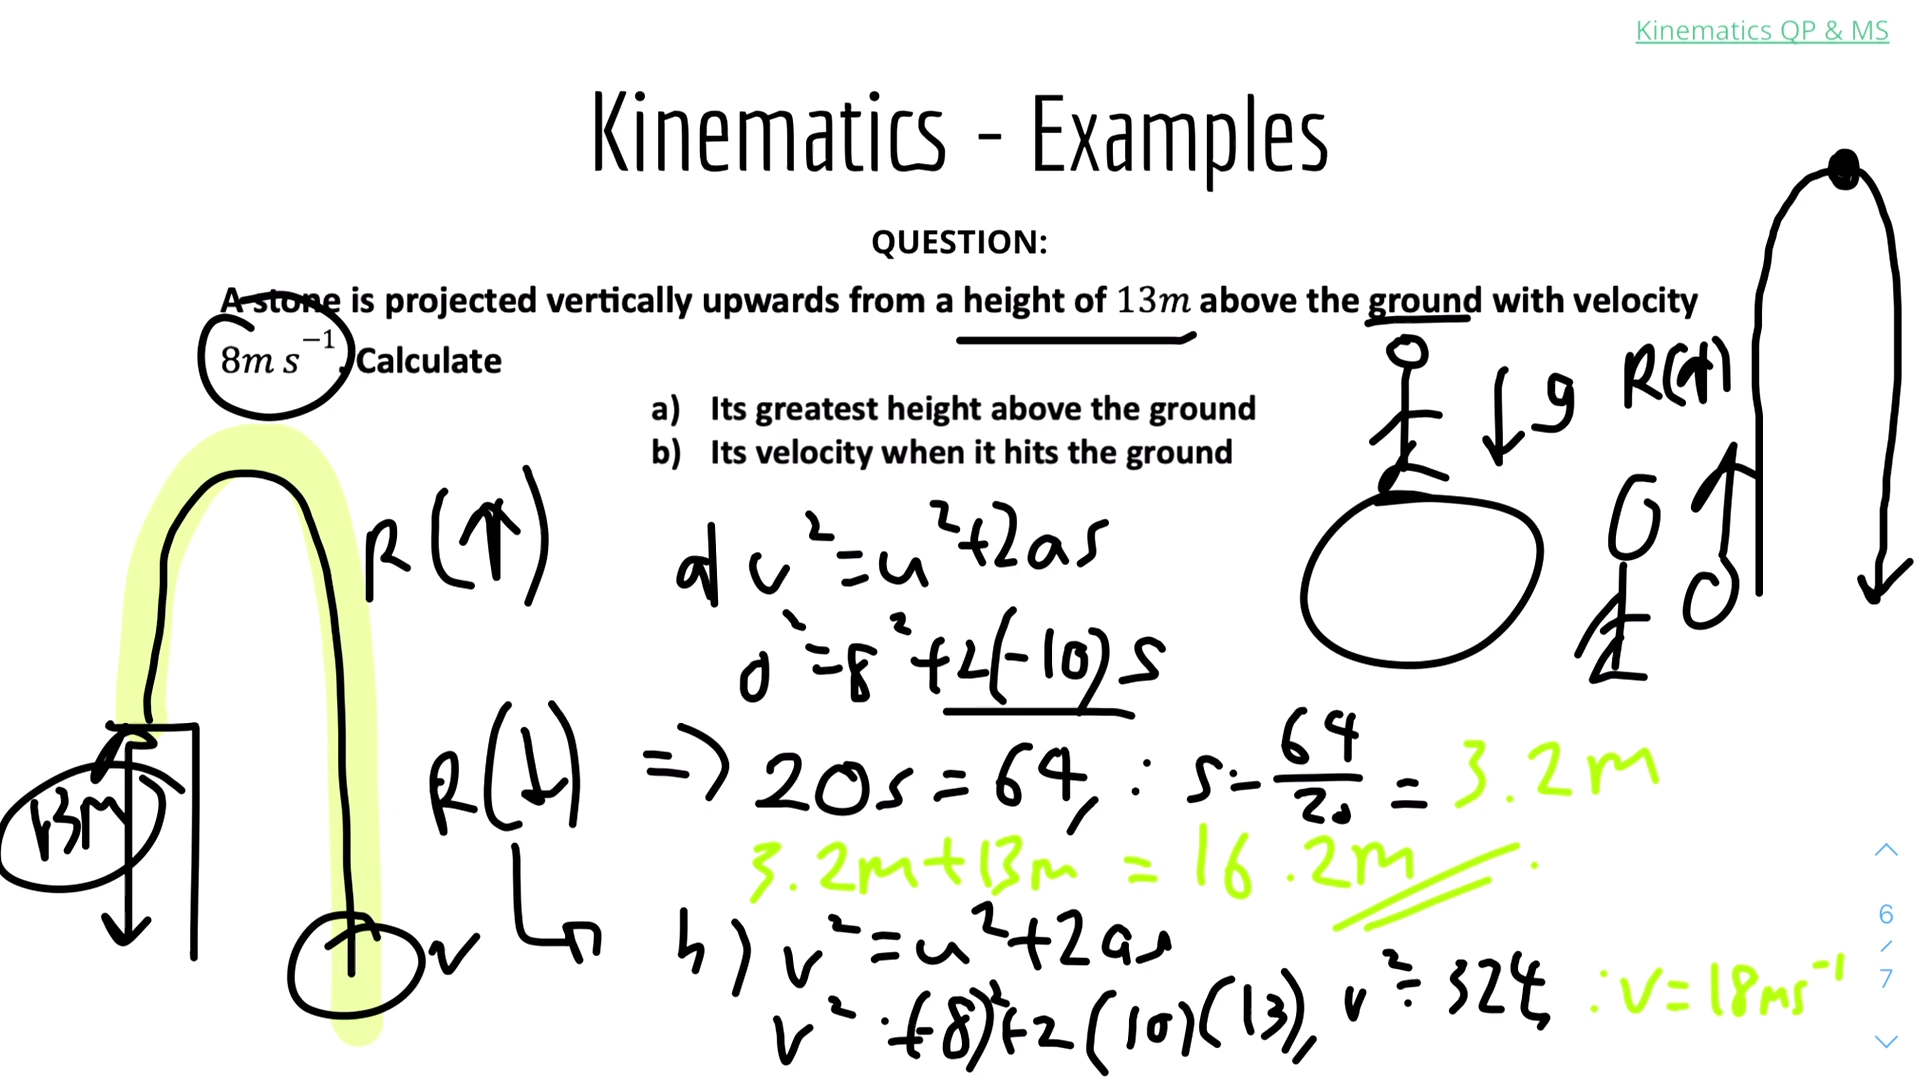 Kinematics QP & MS
Kinematics - Examples
QUESTION:
A stone is projected vertically upwards from a height of 13m above the ground with velocity
8m s⁻¹. Calculate
a) Its greatest height above the ground
b) Its velocity when it hits the ground
↓g
R(↑)
R(↑)
a) v²=u²+2as
0²=8²+2(-10)s
R(↓)
=> 20s=64, ∴ s=64/20=3.2m
13m
3.2m+13m=16.2m
v
b) v²=u²+2as
v²=(-8)²+2(10)(13), v²=324 ∴v=18ms⁻¹
6
/
7